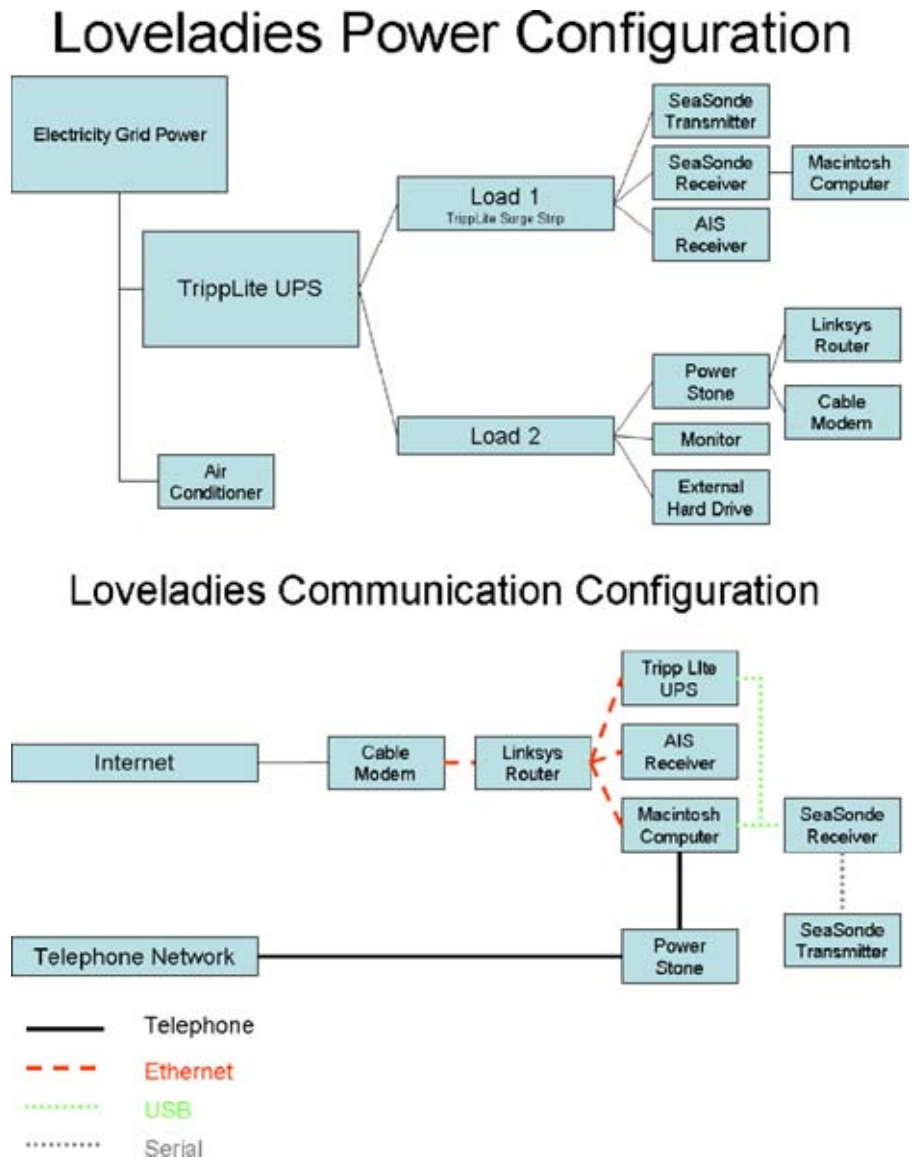 Loveladies Power Configuration
Electricity Grid Power
TrippLite UPS
Air
Conditioner
Load 1
TrippLite Surge Strip
Load 2
SeaSonde
Transmitter
SeaSonde
Receiver
Macintosh
Computer
AIS
Receiver
Power
Stone
Linksys
Router
Cable
Modem
Monitor
External
Hard Drive
Loveladies Communication Configuration
Internet
Cable
Modem
Linksys
Router
Tripp LIte
UPS
AIS
Receiver
Macintosh
Computer
SeaSonde
Receiver
SeaSonde
Transmitter
Telephone Network
Power
Stone
Telephone
Ethernet
USB
Serial